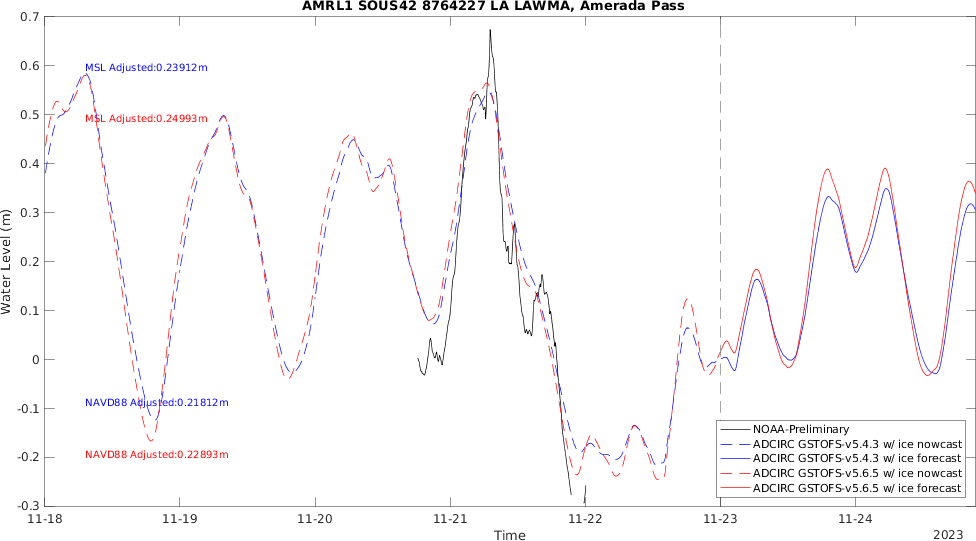 AMRL1 SOUS42 8764227 LA LAWMA, Amerada Pass
0.7
0.6
0.5
0.4
0.3
0.2
0.1
0
-0.1
-0.2
-0.3
Water Level (m)
MSL Adjusted:0.23912m
MSL Adjusted:0.24993m
NAVD88 Adjusted:0.21812m
NAVD88 Adjusted:0.22893m
NOAA-Preliminary
ADCIRC GSTOFS-v5.4.3 w/ ice nowcast
ADCIRC GSTOFS-v5.4.3 w/ ice forecast
ADCIRC GSTOFS-v5.6.5 w/ ice nowcast
ADCIRC GSTOFS-v5.6.5 w/ ice forecast
11-18 11-19 11-20 11-21 11-22 11-23 11-24
Time
2023